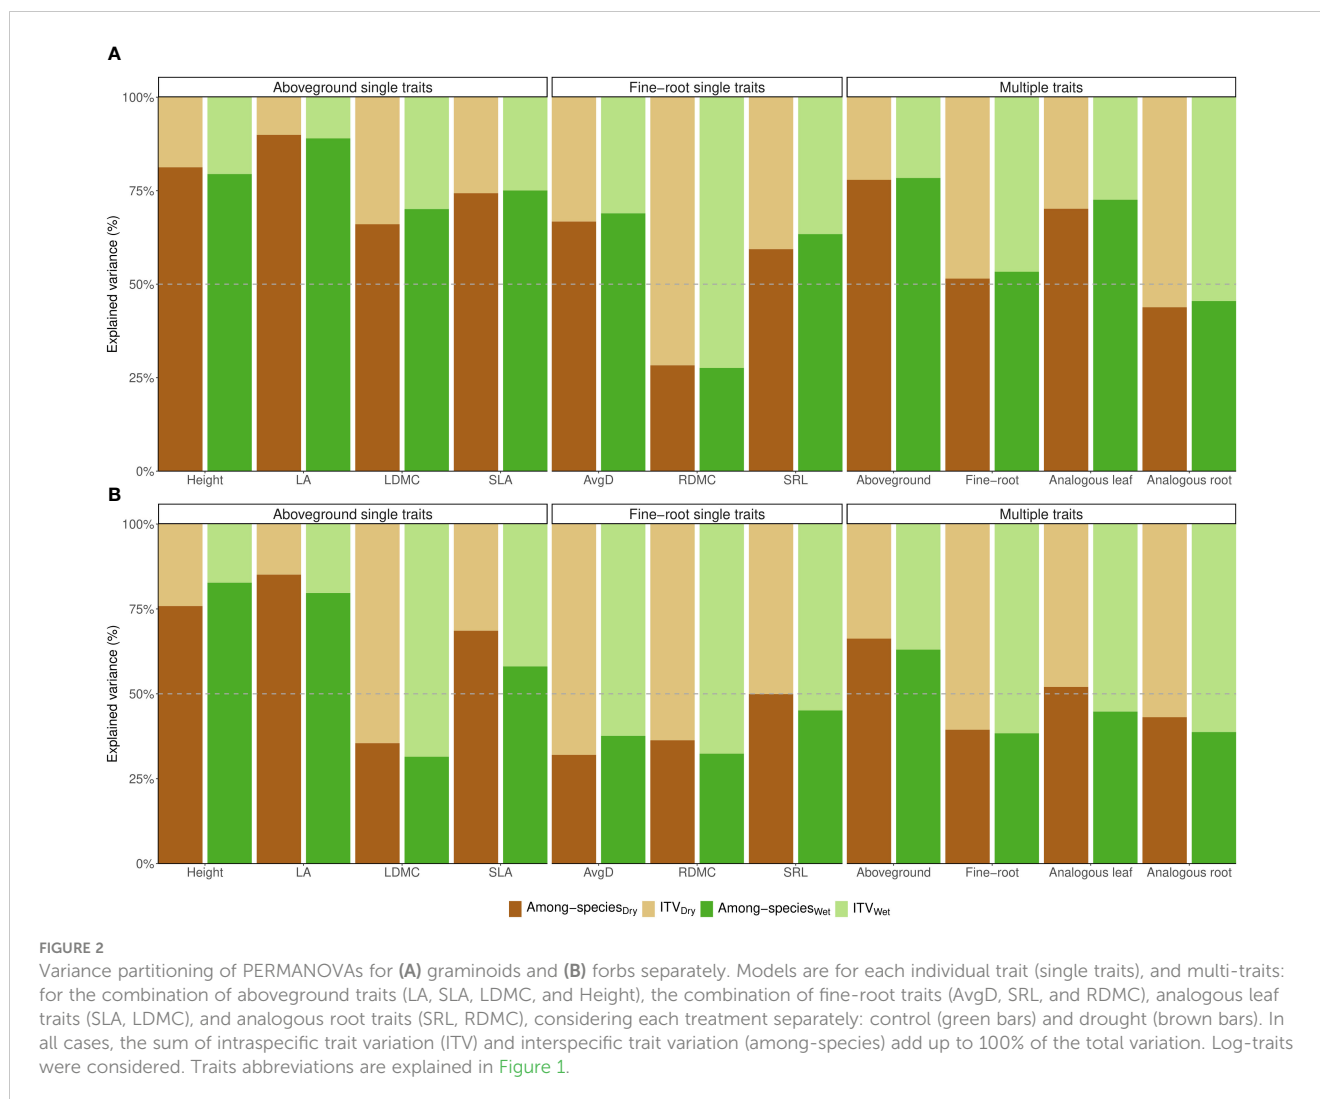 A
Aboveground single traits Fine−root single traits Multiple traits
100%
75%
50%
25%
0%
Explained variance (%)
Height LA LDMC SLA AvgD RDMC SRL Aboveground Fine−root Analogous leaf Analogous root
B
Aboveground single traits Fine−root single traits Multiple traits
100%
75%
50%
25%
0%
Explained variance (%)
Height LA LDMC SLA AvgD RDMC SRL Aboveground Fine−root Analogous leaf Analogous root
Among−speciesDry ITVDry Among−speciesWet ITVWet
FIGURE 2
Variance partitioning of PERMANOVAs for (A) graminoids and (B) forbs separately. Models are for each individual trait (single traits), and multi-traits:
for the combination of aboveground traits (LA, SLA, LDMC, and Height), the combination of fine-root traits (AvgD, SRL, and RDMC), analogous leaf
traits (SLA, LDMC), and analogous root traits (SRL, RDMC), considering each treatment separately: control (green bars) and drought (brown bars). In
all cases, the sum of intraspecific trait variation (ITV) and interspecific trait variation (among-species) add up to 100% of the total variation. Log-traits
were considered. Traits abbreviations are explained in Figure 1.